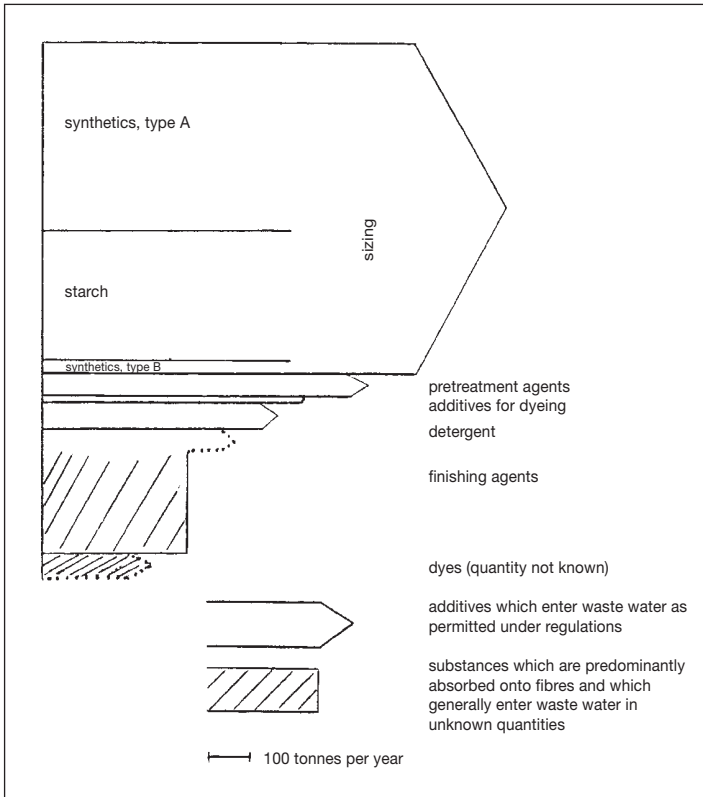 synthetics, type A
sizing
starch
synthetics, type B
pretreatment agents
additives for dyeing
detergent
finishing agents
dyes (quantity not known)
additives which enter waste water as
permitted under regulations
substances which are predominantly
absorbed onto fibres and which
generally enter waste water in
unknown quantities
100 tonnes per year